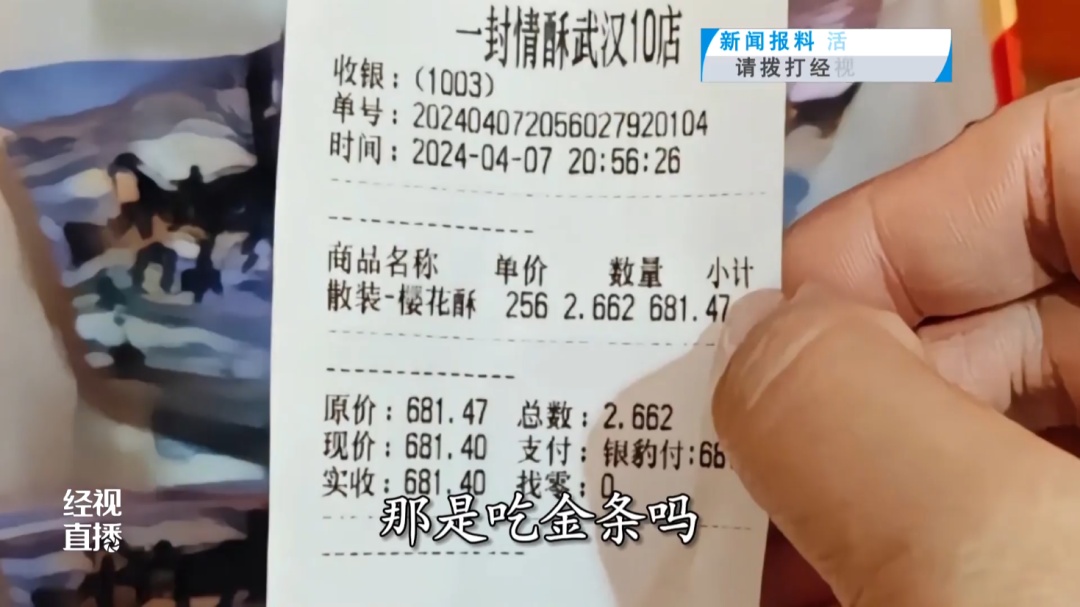 一封情酥武汉10店
新闻报料 活
请拨打经视
收银:(1003)
单号:20240407205602792​0104
时间:2024-04-07 20:56:26
商品名称 单价 数量 小计
散装-樱花酥 256 2.662 681.47
原价:681.47 总数:2.662
现价:681.40 支付:银豹付:68
实收:681.40 找零:0
那是吃金条吗
经视
直播